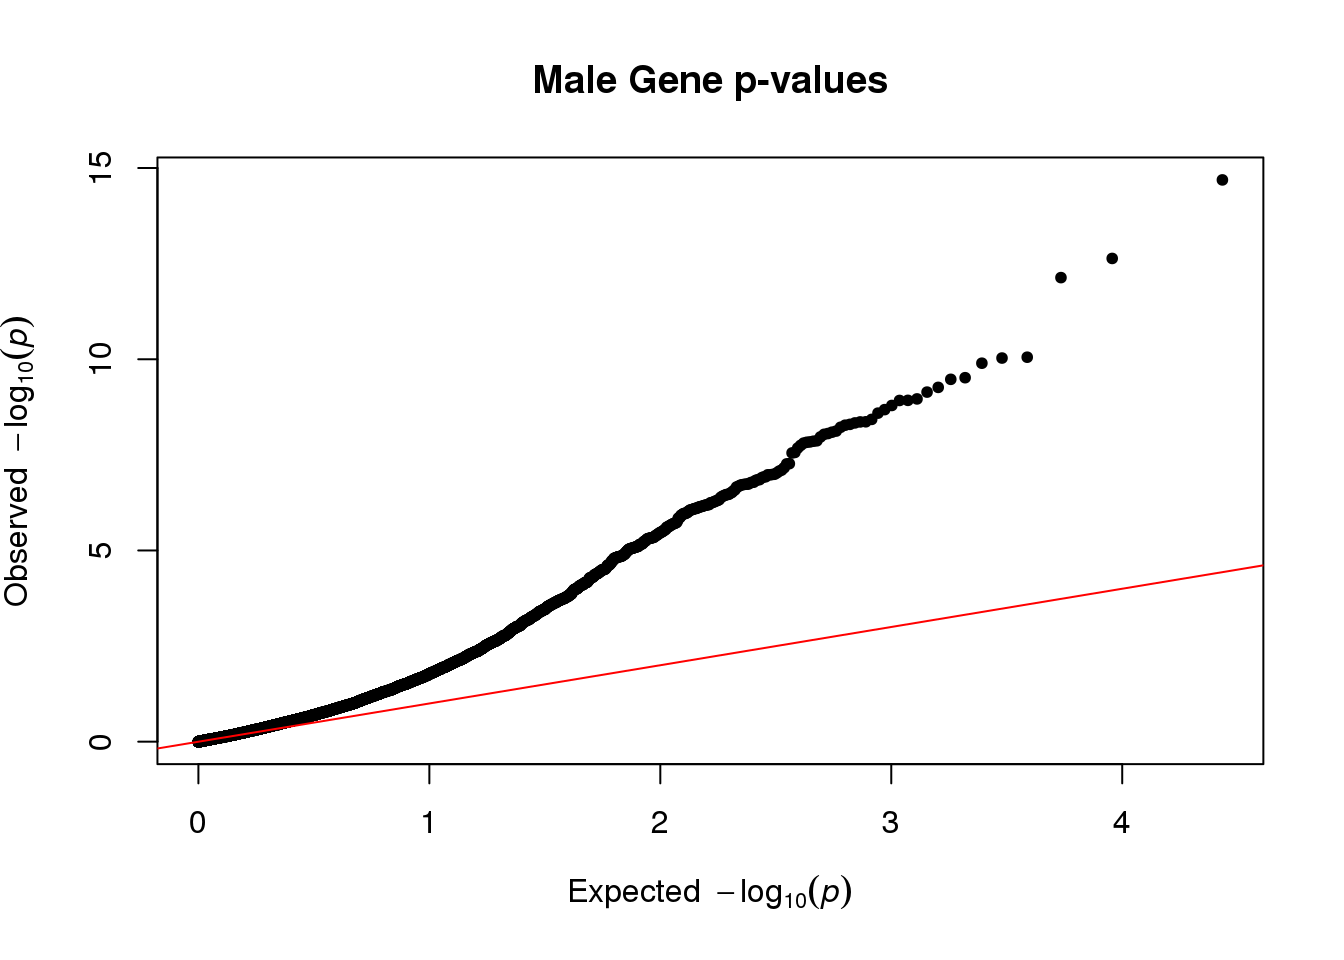 Male Gene p-values
Observed −log10(p)
15
10
5
0
0 1 2 3 4
Expected −log10(p)